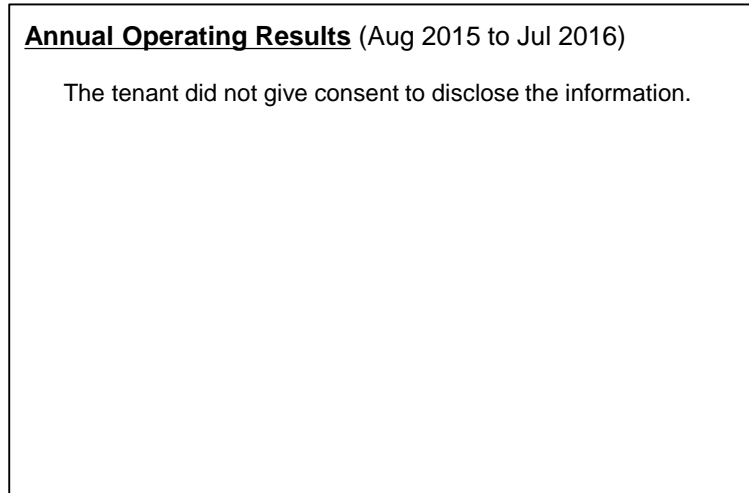 Annual Operating Results (Aug 2015 to Jul 2016)
The tenant did not give consent to disclose the information.